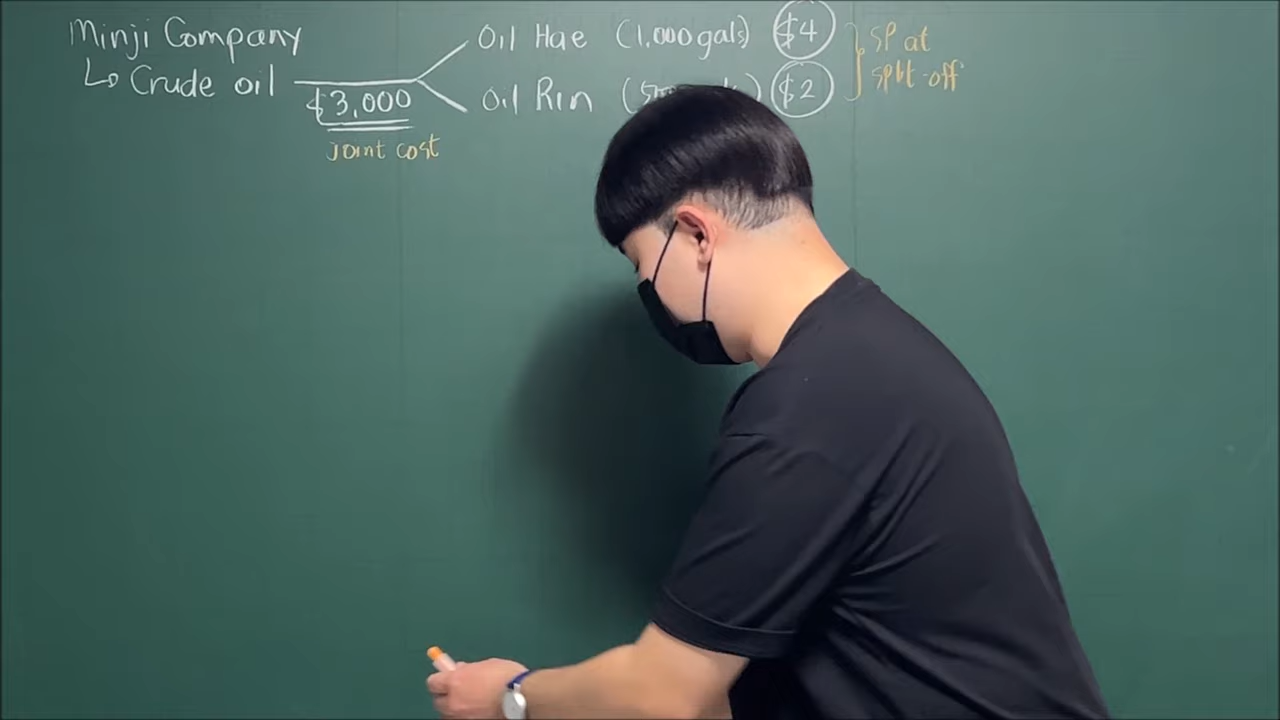 Minji Company
↳ Crude oil
$3,000
joint cost
Oil Hae (1,000 gals) $4
Oil Rin $2
SP at
split-off